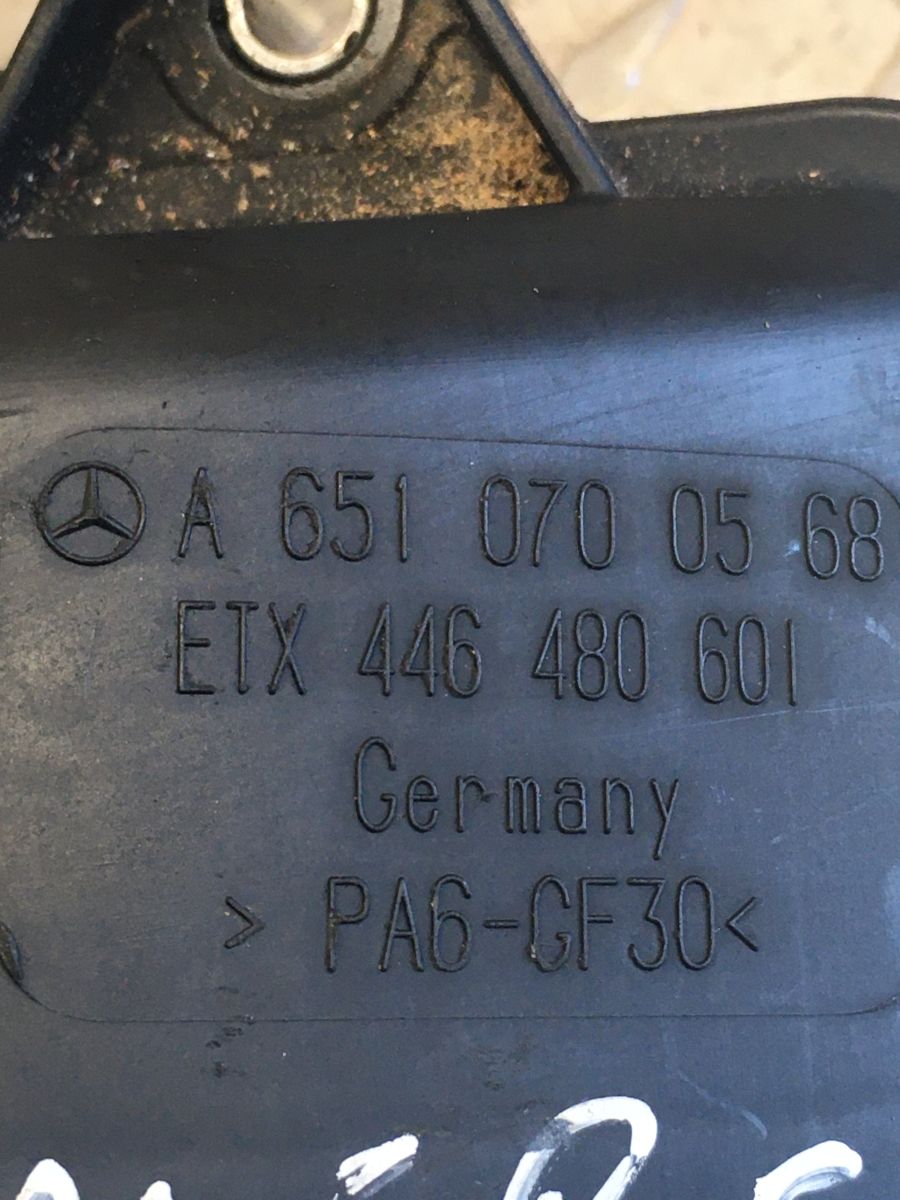 A 651 070 05 68
ETX 446 480 601
Germany
> PA6-GF30<